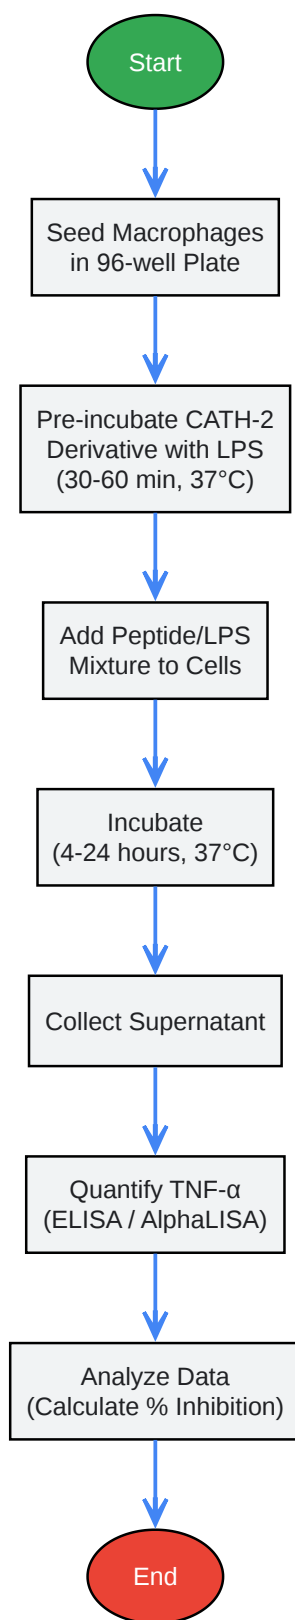 Start
Seed Macrophages
in 96-well Plate
Pre-incubate CATH-2
Derivative with LPS
(30-60 min, 37°C)
Add Peptide/LPS
Mixture to Cells
Incubate
(4-24 hours, 37°C)
Collect Supernatant
Quantify TNF-α
(ELISA / AlphaLISA)
Analyze Data
(Calculate % Inhibition)
End